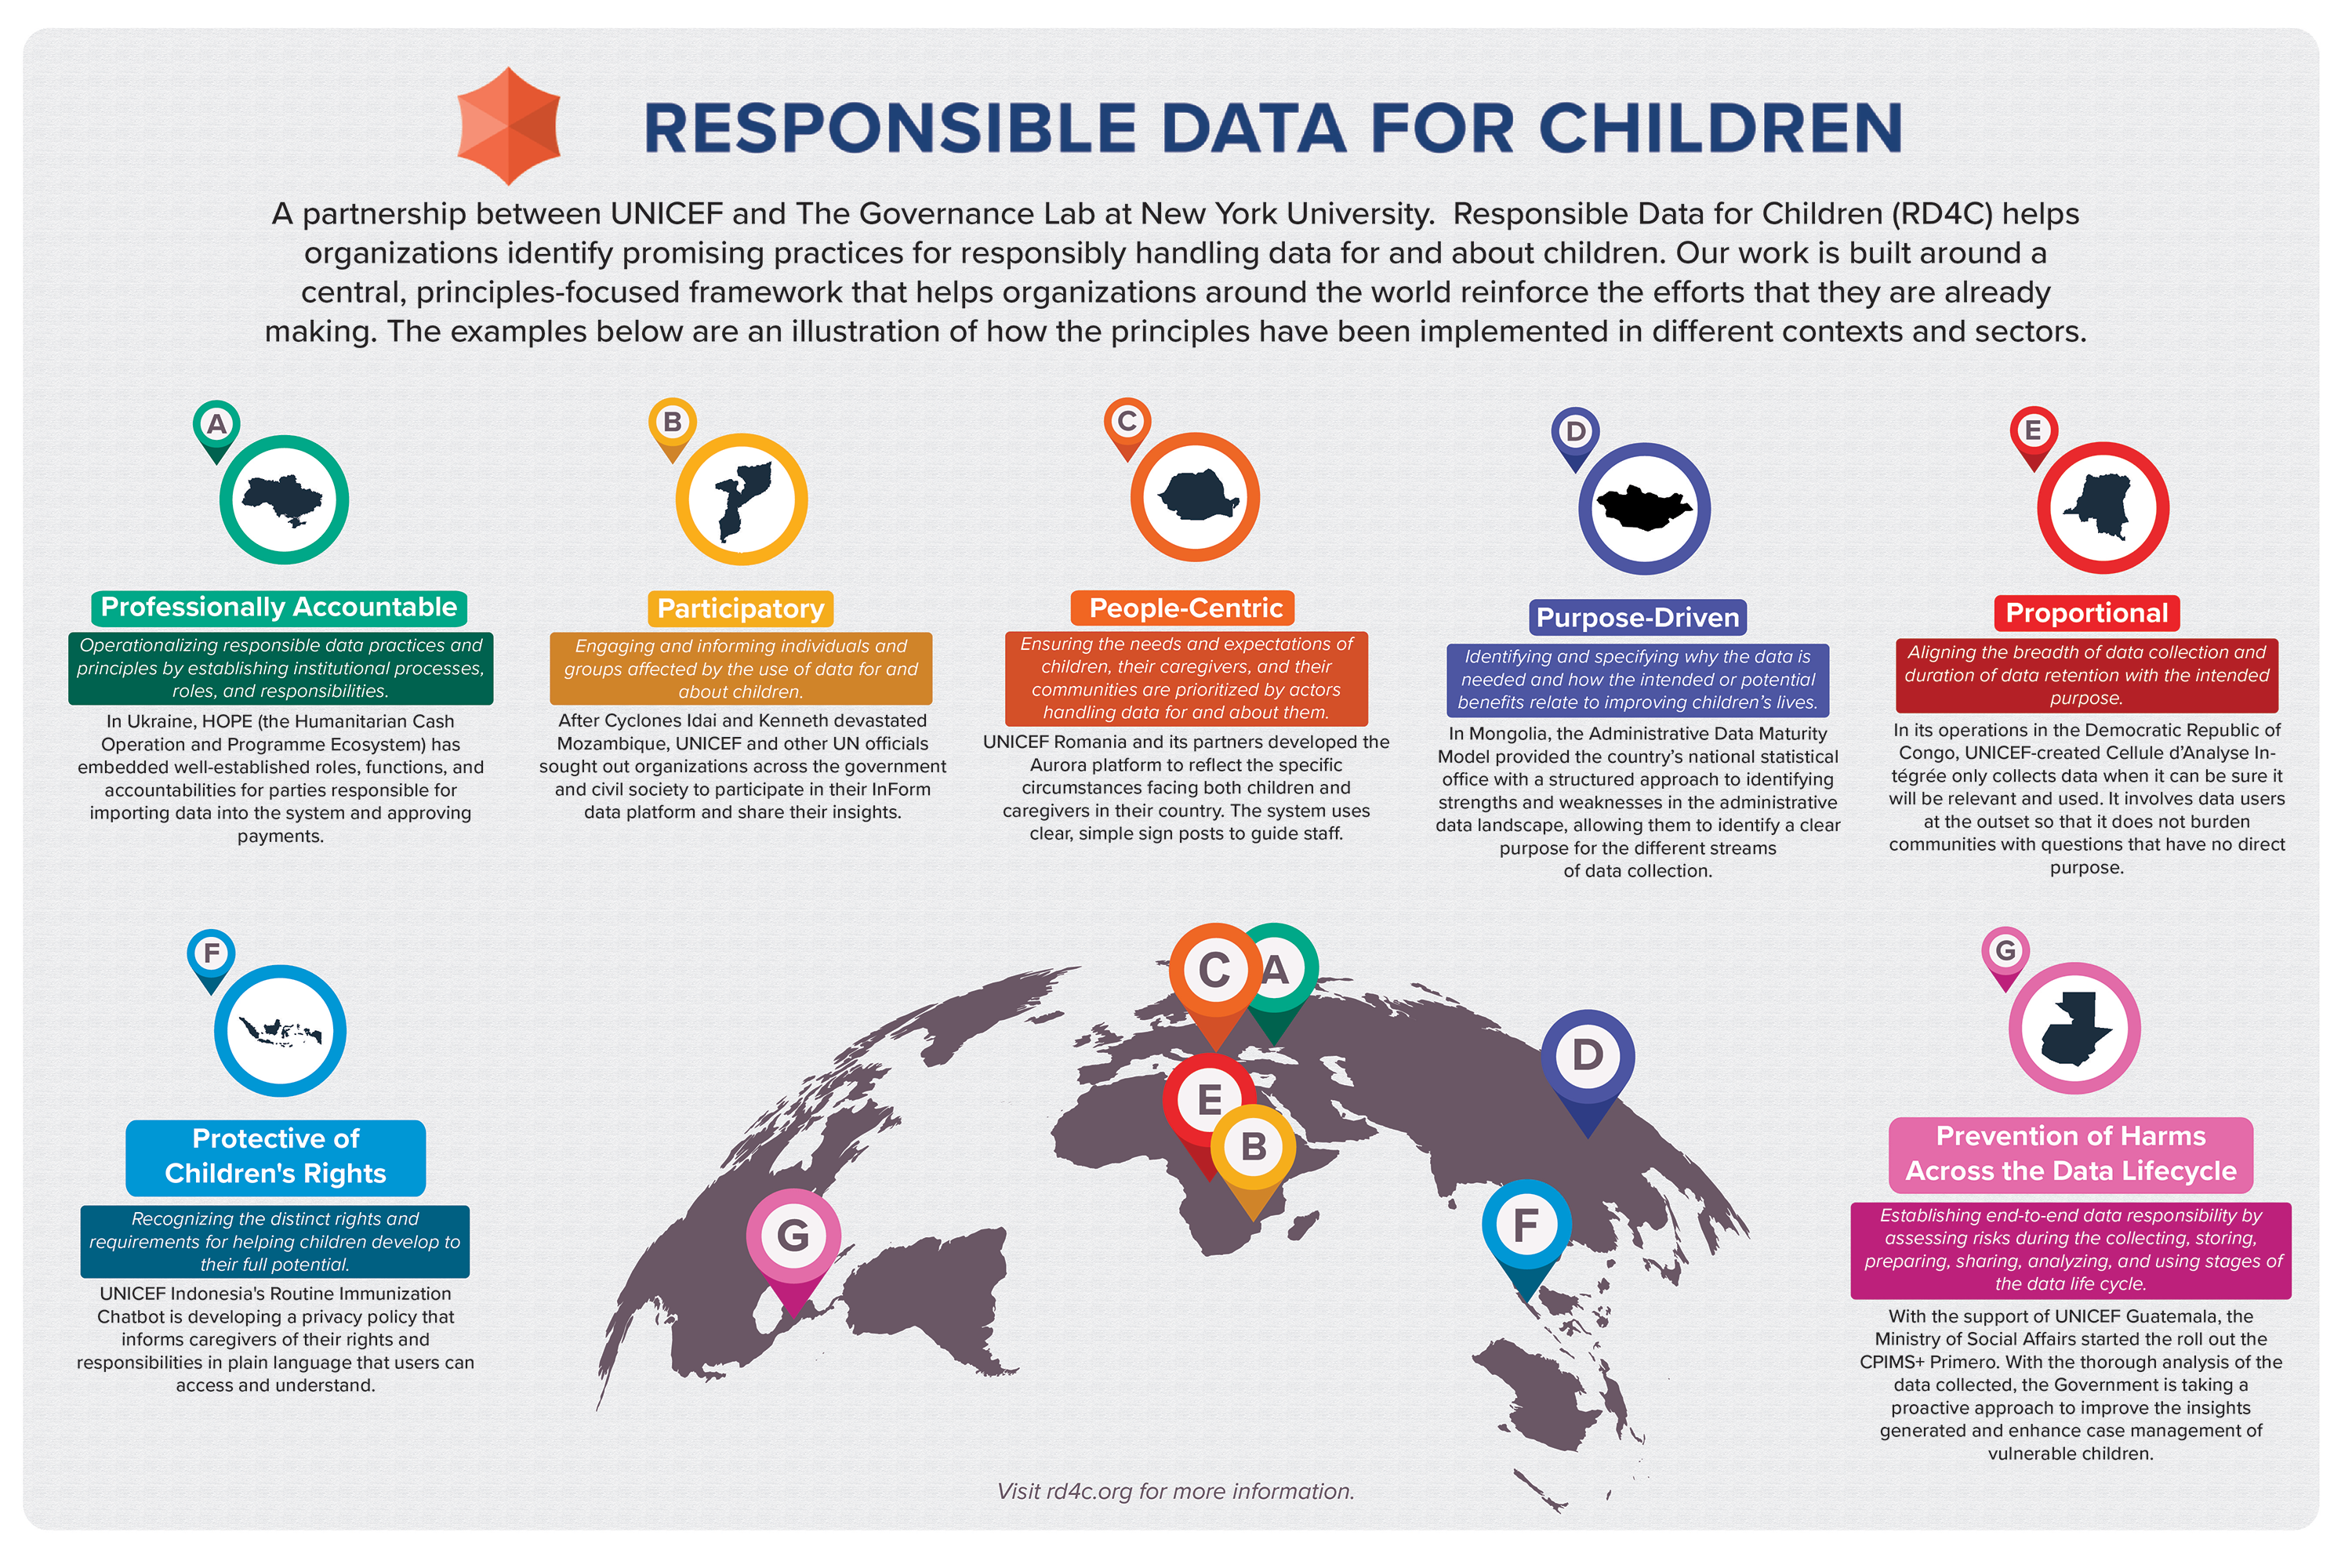 RESPONSIBLE DATA FOR CHILDREN
A partnership between UNICEF and The Governance Lab at New York University.  Responsible Data for Children (RD4C) helps
organizations identify promising practices for responsibly handling data for and about children. Our work is built around a
central, principles-focused framework that helps organizations around the world reinforce the efforts that they are already
making. The examples below are an illustration of how the principles have been implemented in different contexts and sectors.
A
Professionally Accountable
Operationalizing responsible data practices and
principles by establishing institutional processes,
roles, and responsibilities.
In Ukraine, HOPE (the Humanitarian Cash
Operation and Programme Ecosystem) has
embedded well-established roles, functions, and
accountabilities for parties responsible for
importing data into the system and approving
payments.
B
Participatory
Engaging and informing individuals and
groups affected by the use of data for and
about children.
After Cyclones Idai and Kenneth devastated
Mozambique, UNICEF and other UN officials
sought out organizations across the government
and civil society to participate in their InForm
data platform and share their insights.
C
People-Centric
Ensuring the needs and expectations of
children, their caregivers, and their
communities are prioritized by actors
handling data for and about them.
UNICEF Romania and its partners developed the
Aurora platform to reflect the specific
circumstances facing both children and
caregivers in their country. The system uses
clear, simple sign posts to guide staff.
D
Purpose-Driven
Identifying and specifying why the data is
needed and how the intended or potential
benefits relate to improving children's lives.
In Mongolia, the Administrative Data Maturity
Model provided the country's national statistical
office with a structured approach to identifying
strengths and weaknesses in the administrative
data landscape, allowing them to identify a clear
purpose for the different streams
of data collection.
E
Proportional
Aligning the breadth of data collection and
duration of data retention with the intended
purpose.
In its operations in the Democratic Republic of
Congo, UNICEF-created Cellule d'Analyse In-
tégrée only collects data when it can be sure it
will be relevant and used. It involves data users
at the outset so that it does not burden
communities with questions that have no direct
purpose.
F
Protective of
Children's Rights
Recognizing the distinct rights and
requirements for helping children develop to
their full potential.
UNICEF Indonesia's Routine Immunization
Chatbot is developing a privacy policy that
informs caregivers of their rights and
responsibilities in plain language that users can
access and understand.
C
A
D
E
B
F
G
G
Prevention of Harms
Across the Data Lifecycle
Establishing end-to-end data responsibility by
assessing risks during the collecting, storing,
preparing, sharing, analyzing, and using stages of
the data life cycle.
With the support of UNICEF Guatemala, the
Ministry of Social Affairs started the roll out the
CPIMS+ Primero. With the thorough analysis of the
data collected, the Government is taking a
proactive approach to improve the insights
generated and enhance case management of
vulnerable children.
Visit rd4c.org for more information.